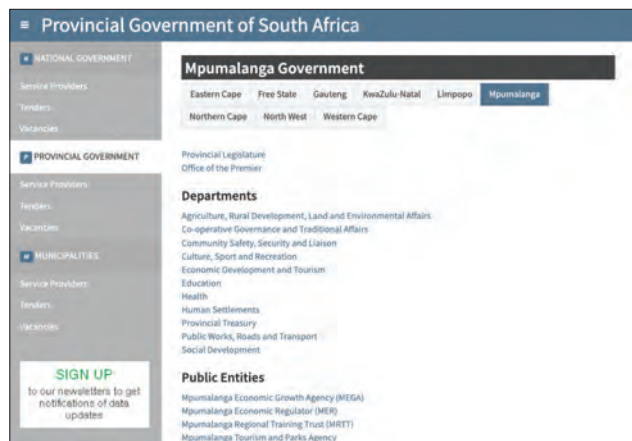 ≡ Provincial Government of South Africa
N NATIONAL GOVERNMENT
Service Providers
Tenders
Vacancies
P PROVINCIAL GOVERNMENT
Service Providers
Tenders
Vacancies
M MUNICIPALITIES
Service Providers
Tenders
Vacancies
SIGN UP
to our newsletters to get
notifications of data
updates
Mpumalanga Government
Eastern Cape Free State Gauteng KwaZulu-Natal Limpopo Mpumalanga
Northern Cape North West Western Cape
Provincial Legislature
Office of the Premier
Departments
Agriculture, Rural Development, Land and Environmental Affairs
Co-operative Governance and Traditional Affairs
Community Safety, Security and Liaison
Culture, Sport and Recreation
Economic Development and Tourism
Education
Health
Human Settlements
Provincial Treasury
Public Works, Roads and Transport
Social Development
Public Entities
Mpumalanga Economic Growth Agency (MEGA)
Mpumalanga Economic Regulator (MER)
Mpumalanga Regional Training Trust (MRTT)
Mpumalanga Tourism and Parks Agency